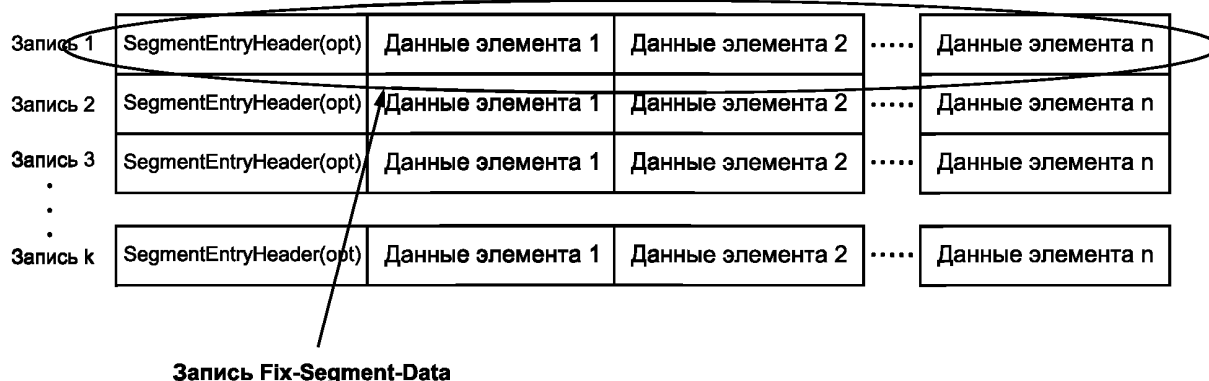 Запись 1 SegmentEntryHeader(opt) Данные элемента 1 Данные элемента 2 ..... Данные элемента n
Запись 2 SegmentEntryHeader(opt) Данные элемента 1 Данные элемента 2 ..... Данные элемента n
Запись 3 SegmentEntryHeader(opt) Данные элемента 1 Данные элемента 2 ..... Данные элемента n
Запись k SegmentEntryHeader(opt) Данные элемента 1 Данные элемента 2 ..... Данные элемента n
Запись Fix-Segment-Data